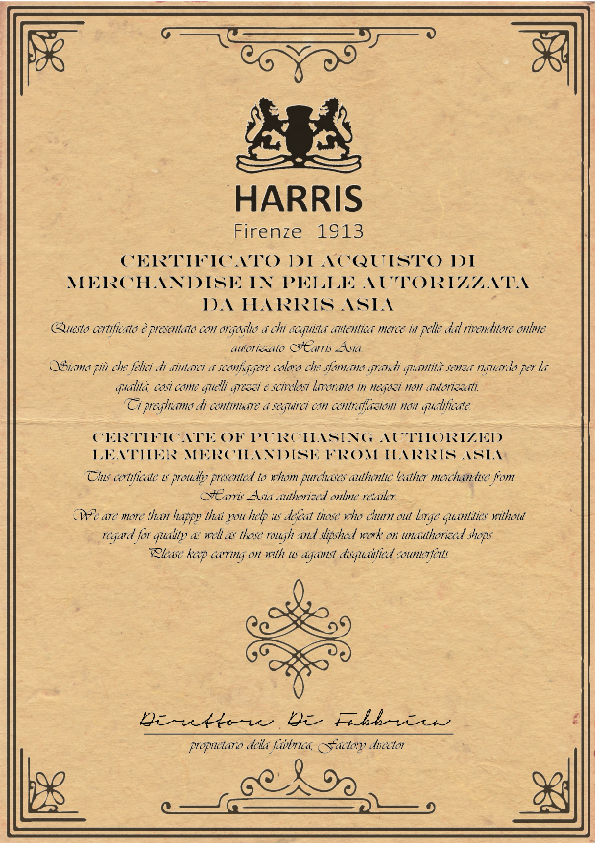 HARRIS
Firenze 1913
CERTIFICATO DI ACQUISTO DI
MERCHANDISE IN PELLE AUTORIZZATA
DA HARRIS ASIA
Questo certificato è presentato con orgoglio a chi acquista autentica merce in pelle dal rivenditore online
autorizzato Harris Asia.
Siamo più che felici di aiutarci a sconfaggere coloro che sfornano grandi quantità senza riguardo per la
qualità, così come quelli grezzi e scivolosi lavorano in negozi non autorizzati.
Ti preghiamo di continuare a seguirci con contraffazioni non qualificate
CERTIFICATE OF PURCHASING AUTHORIZED
LEATHER MERCHANDISE FROM HARRIS ASIA
This certificate is proudly presented to whom purchases authentic leather merchandise from
Harris Asia authorized online retailer.
We are more than happy that you help us defeat those who churn out large quantities without
regard for quality as well as those rough and slipshed work on unauthorized shops
Please keep carring on with us against disqualified counterfeits
Direttore Di Fabbrica
proprietario della fabbrica, Factory director